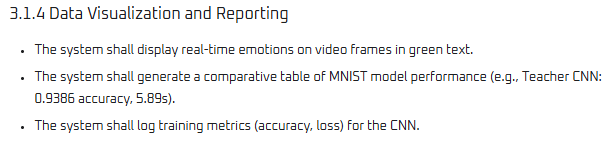 3.1.4 Data Visualization and Reporting
• The system shall display real-time emotions on video frames in green text.
• The system shall generate a comparative table of MNIST model performance (e.g., Teacher CNN:
0.9386 accuracy, 5.89s).
• The system shall log training metrics (accuracy, loss) for the CNN.